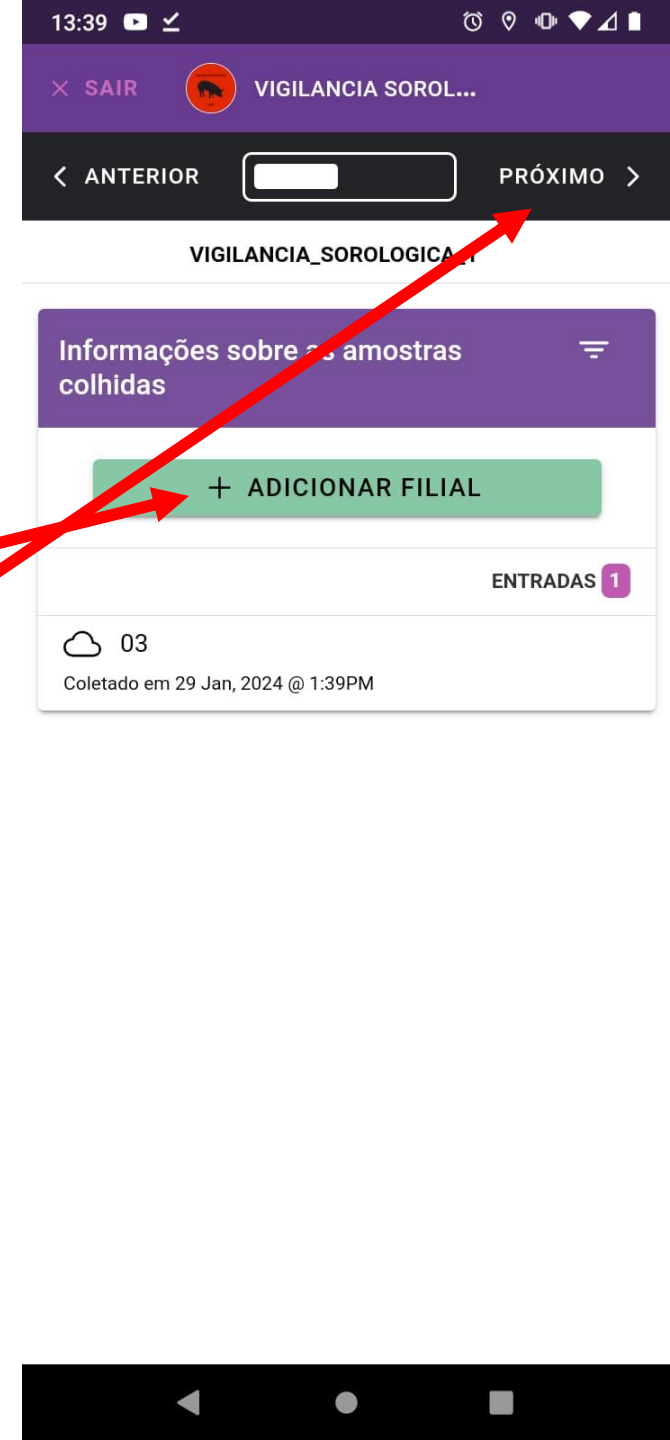 13:39
SAIR
VIGILANCIA SOROL...
ANTERIOR
PRÓXIMO
VIGILANCIA_SOROLOGICA_1
Informações sobre as amostras
colhidas
+ ADICIONAR FILIAL
ENTRADAS 1
03
Coletado em 29 Jan, 2024 @ 1:39PM